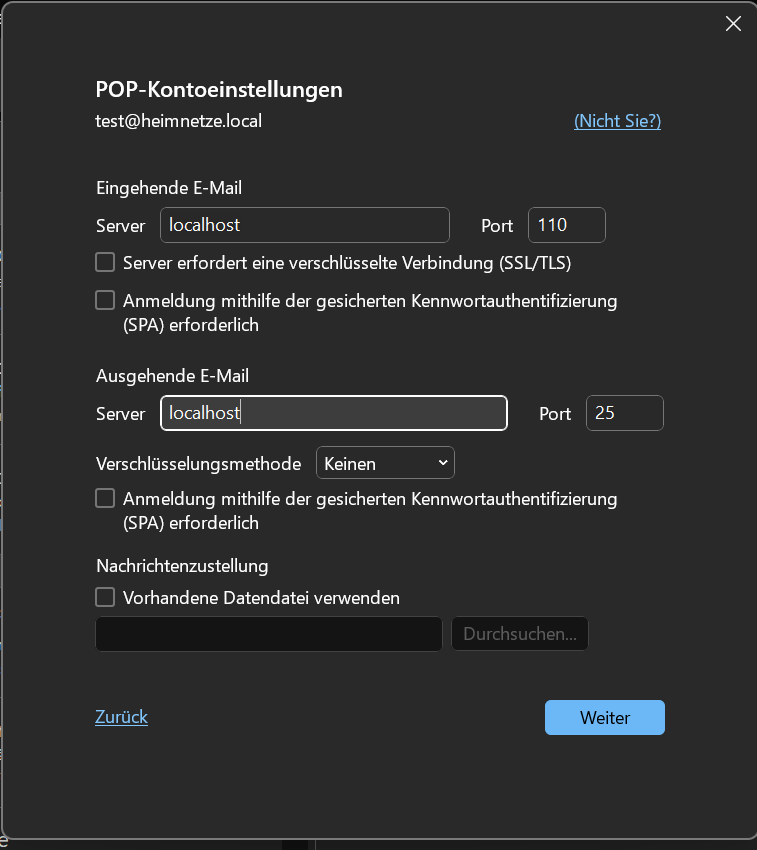 POP-Kontoeinstellungen
test@heimnetze.local
(Nicht Sie?)
Eingehende E-Mail
Server localhost Port 110
Server erfordert eine verschlüsselte Verbindung (SSL/TLS)
Anmeldung mithilfe der gesicherten Kennwortauthentifizierung
(SPA) erforderlich
Ausgehende E-Mail
Server localhost Port 25
Verschlüsselungsmethode Keinen
Anmeldung mithilfe der gesicherten Kennwortauthentifizierung
(SPA) erforderlich
Nachrichtenzustellung
Vorhandene Datendatei verwenden
Durchsuchen...
Zurück
Weiter